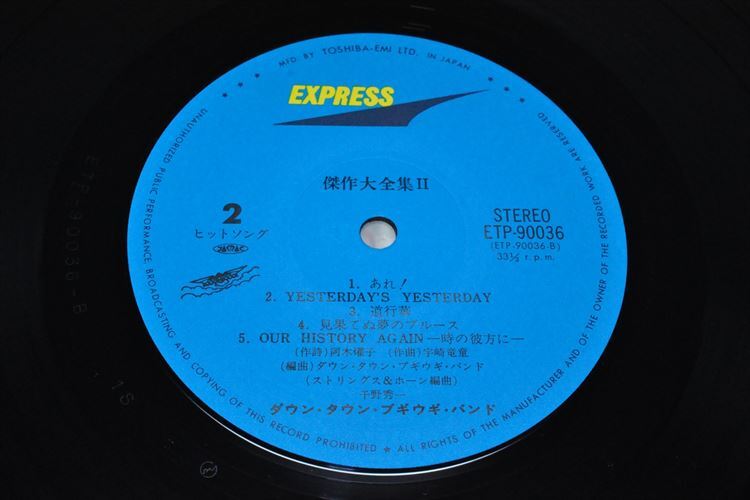 MFD. BY TOSHIBA-EMI LTD. IN JAPAN
EXPRESS
傑作大全集II
2
ヒットソング
STEREO
ETP-90036
(ETP-90036-B)
33⅓ r.p.m.
1. あれ!
2. YESTERDAY'S YESTERDAY
3. 道行華
4. 見果てぬ夢のブルース
5. OUR HISTORY AGAIN—時の彼方に—
(作詩)阿木燿子 (作曲)宇崎竜童
(編曲)ダウン・タウン・ブギウギ・バンド
(ストリングス&ホーン編曲)
千野秀一
ダウン・タウン・ブギウギ・バンド
UNAUTHORIZED PUBLIC PERFORMANCE, BROADCASTING AND COPYING OF THIS RECORD PROHIBITED ★ ALL RIGHTS OF THE MANUFACTURER AND OF THE OWNER OF THE RECORDED WORK ARE RESERVED
ETP-90036-B
1S